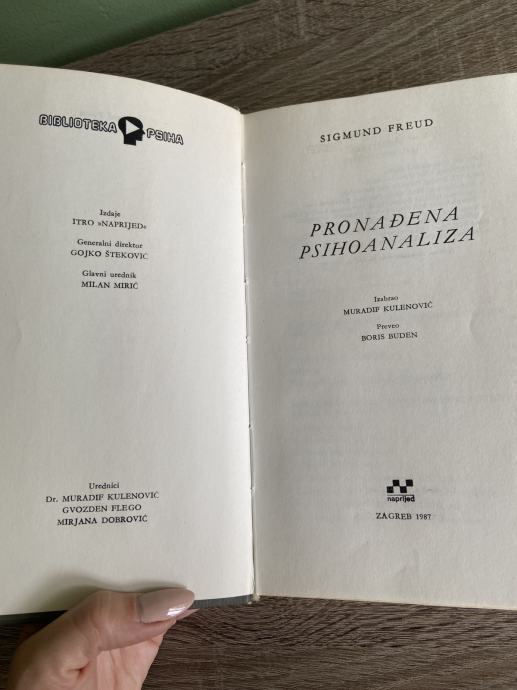 BIBLIOTEKA PSIHA
Izdaje
ITRO »NAPRIJED«
Generalni direktor
GOJKO ŠTEKOVIĆ
Glavni urednik
MILAN MIRIĆ
Urednici
Dr. MURADIF KULENOVIĆ
GVOZDEN FLEGO
MIRJANA DOBROVIĆ
SIGMUND FREUD
PRONAĐENA
PSIHOANALIZA
Izabrao
MURADIF KULENOVIĆ
Preveo
BORIS BUDEN
naprijed
ZAGREB 1987